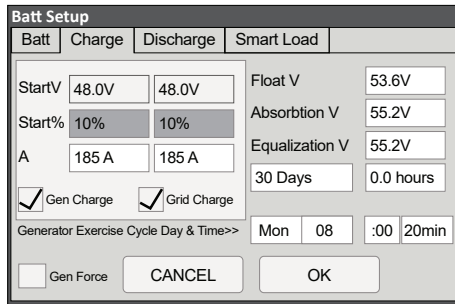 Batt Setup
Batt Charge Discharge Smart Load
StartV 48.0V 48.0V
Start% 10% 10%
A 185 A 185 A
Gen Charge Grid Charge
Float V 53.6V
Absorbtion V 55.2V
Equalization V 55.2V
30 Days 0.0 hours
Generator Exercise Cycle Day & Time>> Mon 08 :00 20min
Gen Force CANCEL OK